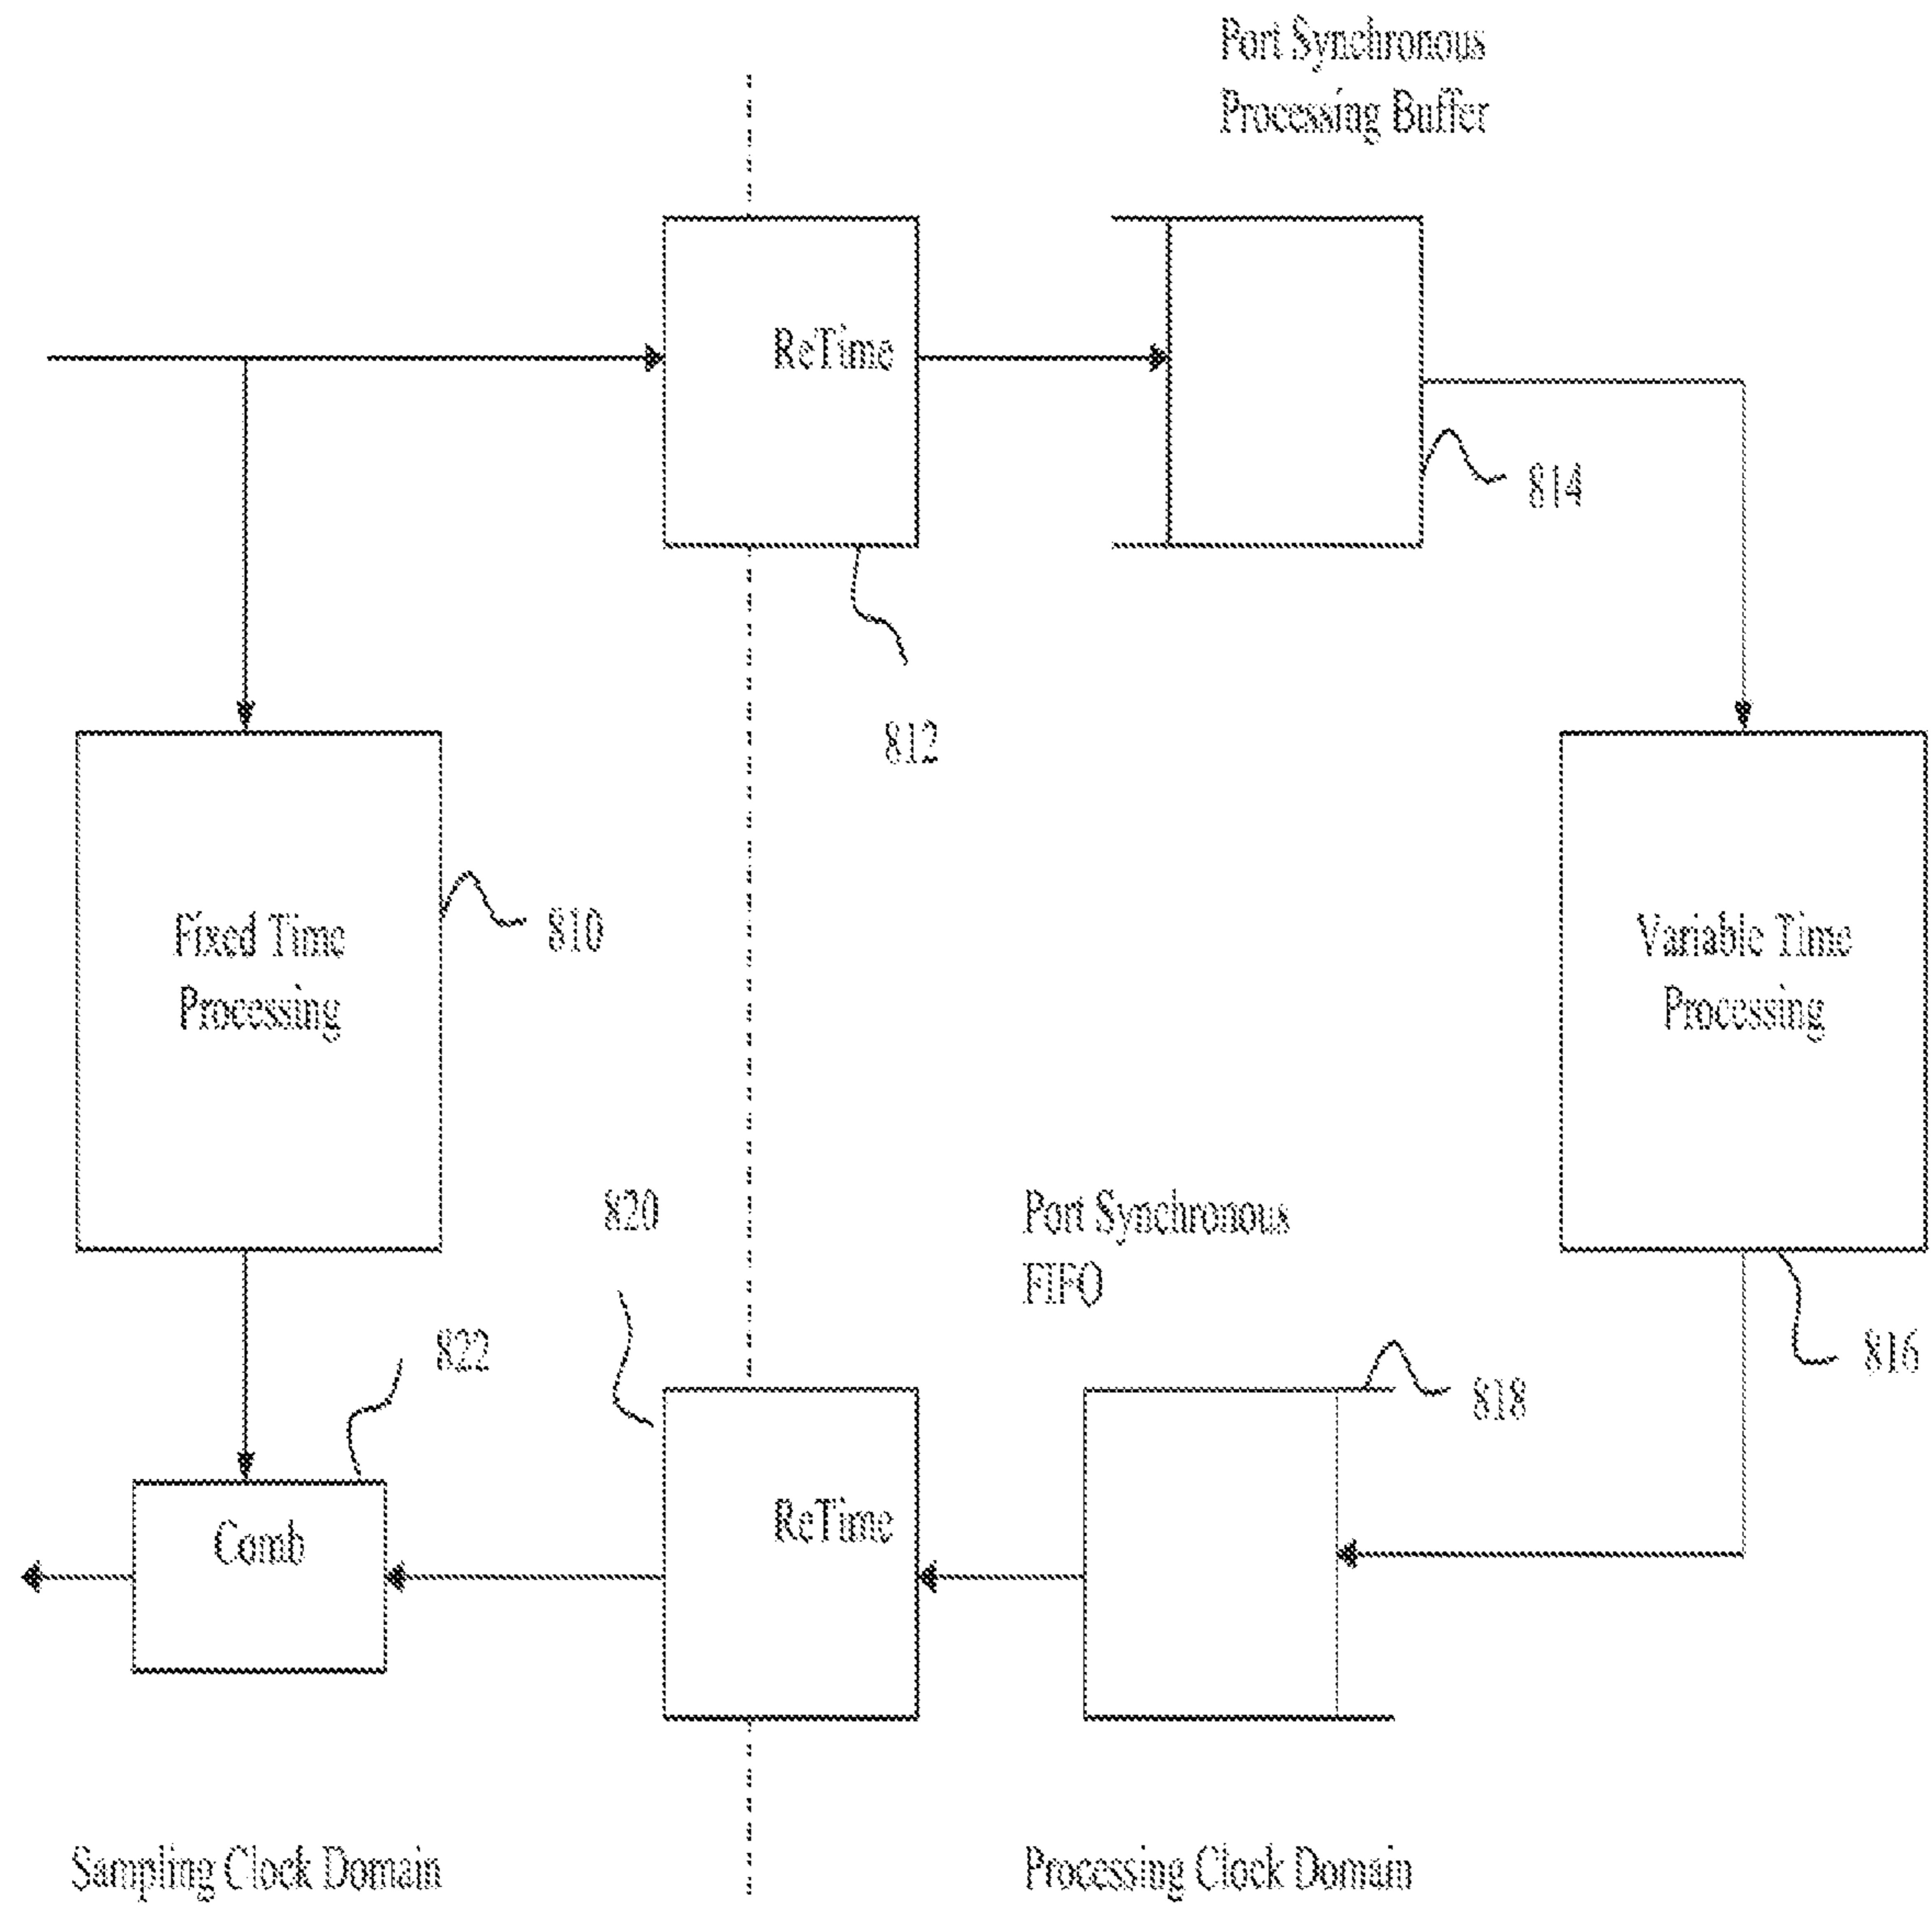 Port Synchronous
Processing Buffer
ReTime
814
812
Fixed Time
Processing
810
Variable Time
Processing
820
Port Synchronous
FIFO
822
816
818
Comb
ReTime
Sampling Clock Domain
Processing Clock Domain